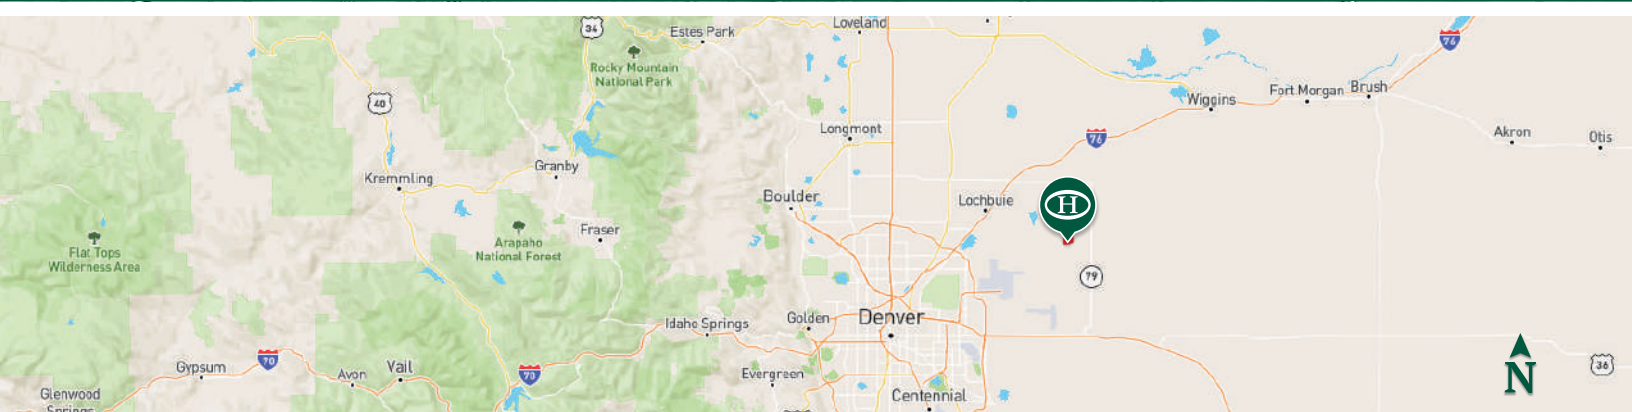 34
Estes Park
Loveland
76
Rocky Mountain
National Park
40
Wiggins
Fort Morgan
Brush
Longmont
76
Akron
Otis
Granby
Kremmling
Boulder
Lochbuie
H
Fraser
Arapaho
National Forest
Flat Tops
Wilderness Area
79
Idaho Springs
Golden
Denver
70
Gypsum
Avon
Vail
70
Evergreen
36
N
Glenwood
Springs
Centennial